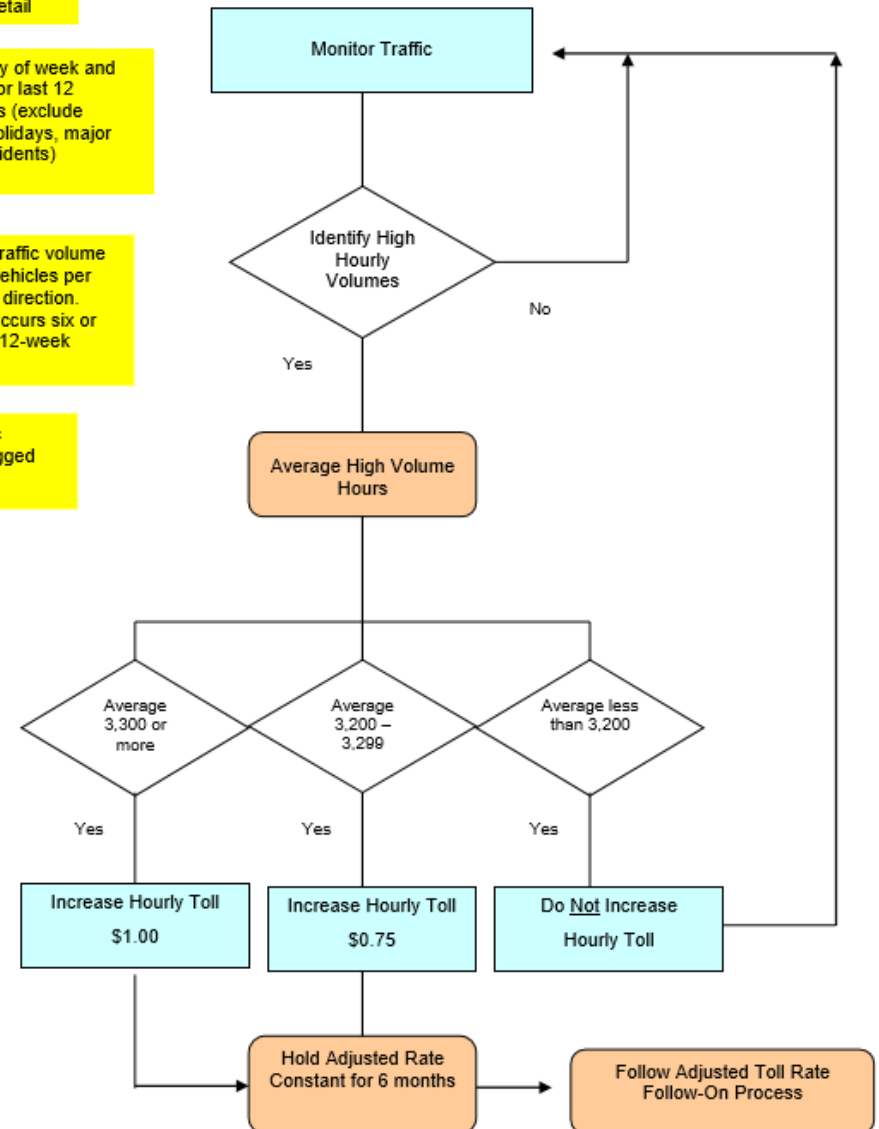 etail
y of week and
or last 12
s (exclude
olidays, major
idents)
raffic volume
ehicles per
direction.
ccurs six or
12-week
gged
Monitor Traffic
Identify High
Hourly
Volumes
No
Yes
Average High Volume
Hours
Average
3,300 or
more
Average
3,200 –
3,299
Average less
than 3,200
Yes
Yes
Yes
Increase Hourly Toll
$1.00
Increase Hourly Toll
$0.75
Do Not Increase
Hourly Toll
Hold Adjusted Rate
Constant for 6 months
Follow Adjusted Toll Rate
Follow-On Process